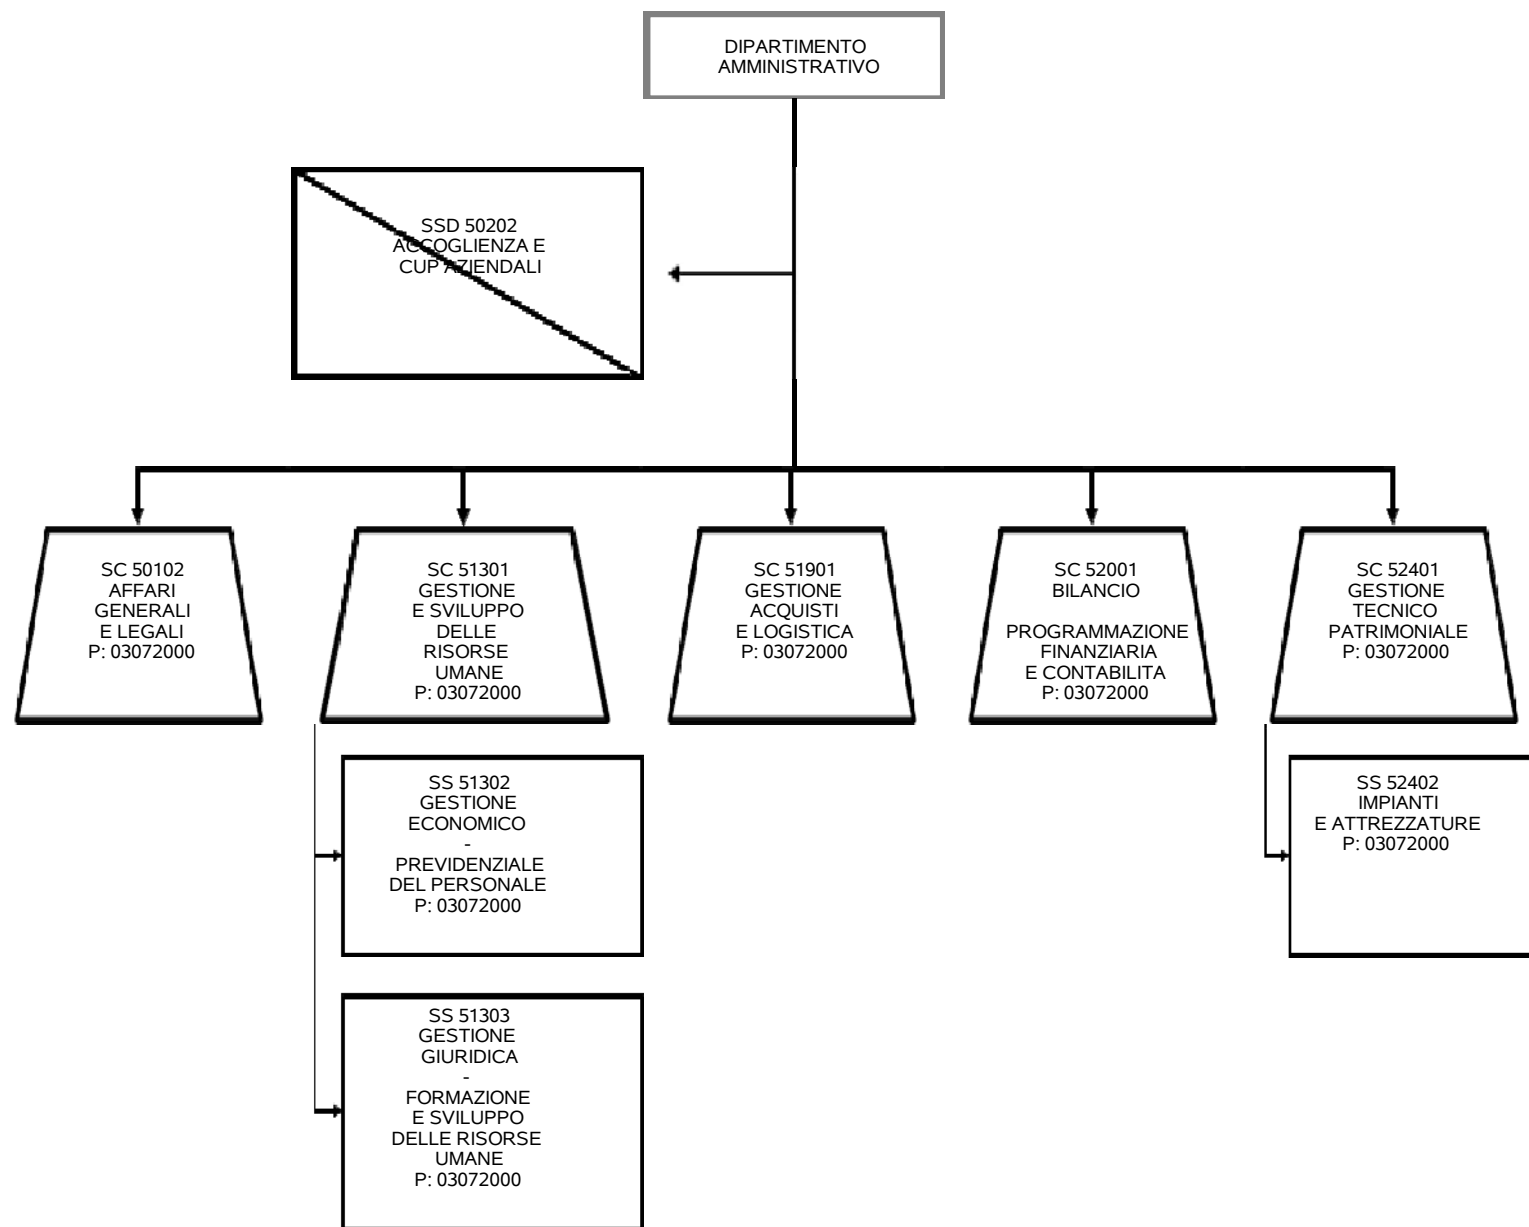 DIPARTIMENTO
AMMINISTRATIVO
SSD 50202
ACCOGLIENZA E
CUP AZIENDALI
SC 50102
AFFARI
GENERALI
E LEGALI
P: 03072000
SC 51301
GESTIONE
E SVILUPPO
DELLE
RISORSE
UMANE
P: 03072000
SC 51901
GESTIONE
ACQUISTI
E LOGISTICA
P: 03072000
SC 52001
BILANCIO
PROGRAMMAZIONE
FINANZIARIA
E CONTABILITA
P: 03072000
SC 52401
GESTIONE
TECNICO
PATRIMONIALE
P: 03072000
SS 51302
GESTIONE
ECONOMICO
-
PREVIDENZIALE
DEL PERSONALE
P: 03072000
SS 52402
IMPIANTI
E ATTREZZATURE
P: 03072000
SS 51303
GESTIONE
GIURIDICA
-
FORMAZIONE
E SVILUPPO
DELLE RISORSE
UMANE
P: 03072000